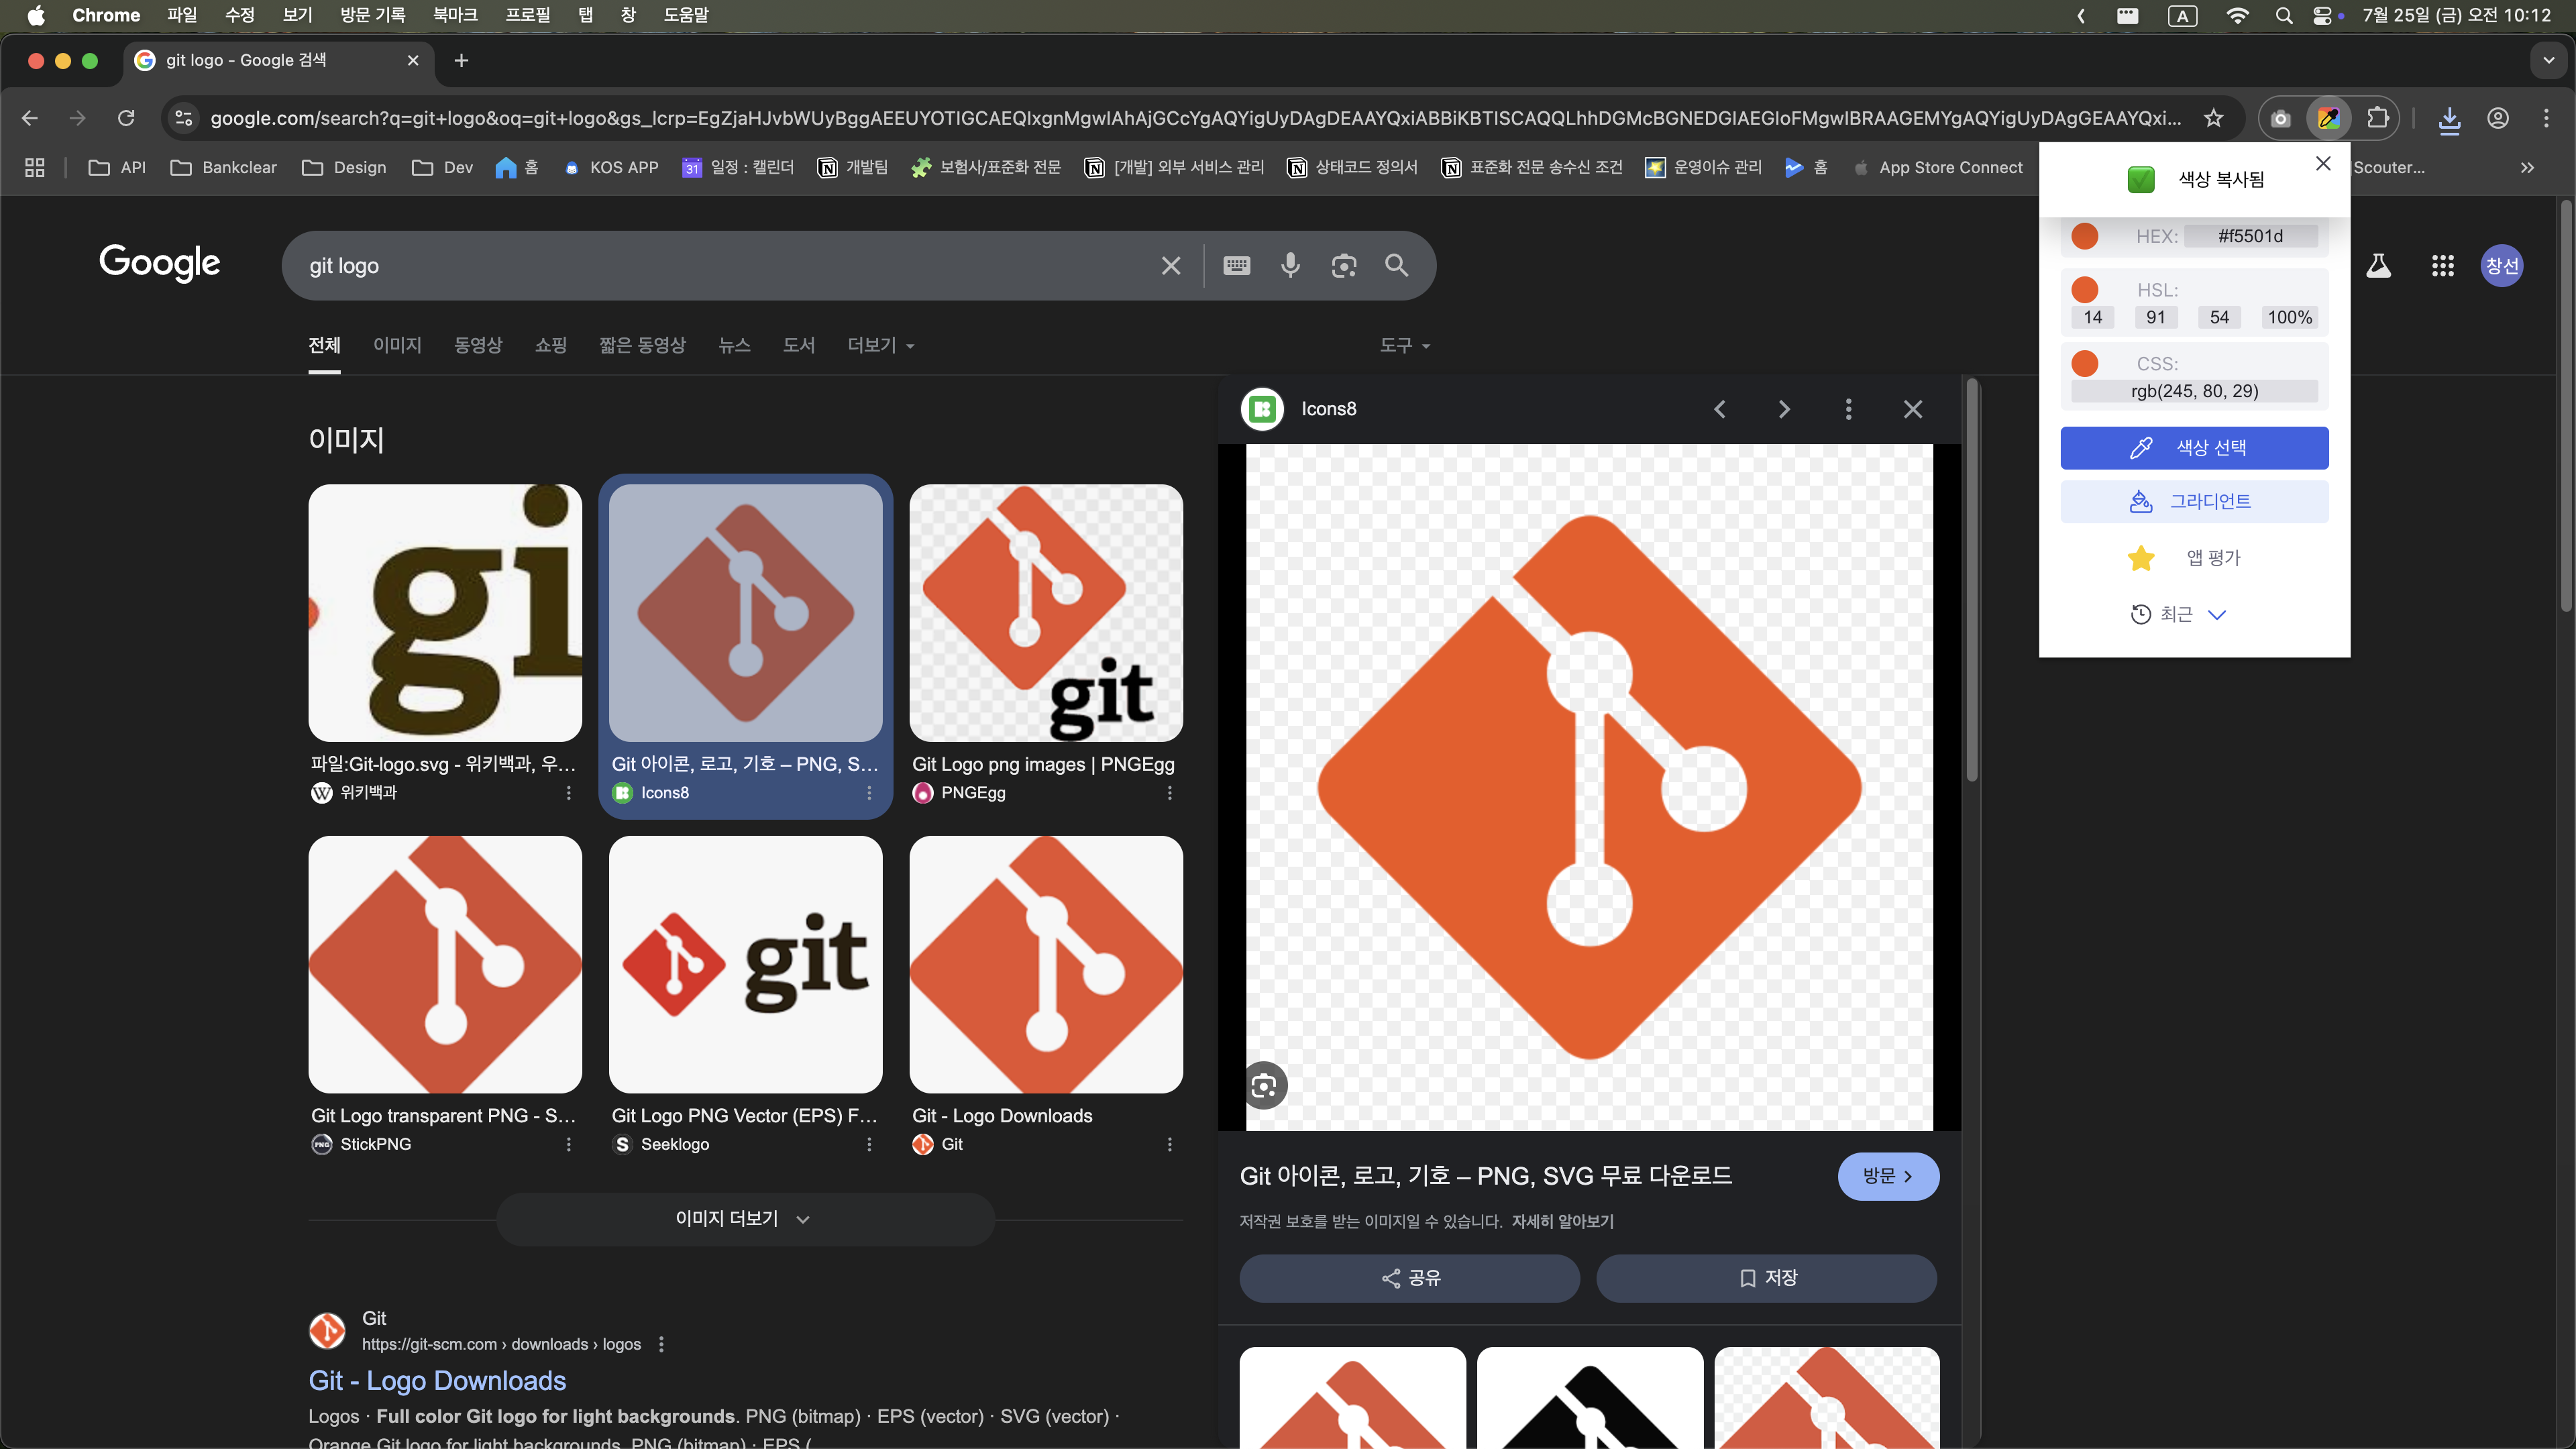 Chrome 파일 수정 보기 방문 기록 북마크 프로필 탭 창 도움말
A 7월 25일 (금) 오전 10:12
git logo - Google 검색
google.com/search?q=git+logo&oq=git+logo&gs_lcrp=EgZjaHJvbWUyBggAEEUYOTIGCAEQIxgnMgwIAhAjGCcYgAQYigUyDAgDEAAYQxiABBiKBTISCAQQLhhDGMcBGNEDGIAEGIoFMgwIBRAAGEMYgAQYigUyDAgGEAAYQxi...
API Bankclear Design Dev 홈 KOS APP 31 일정 : 캘린더 개발팀 보험사/표준화 전문 [개발] 외부 서비스 관리 상태코드 정의서 표준화 전문 송수신 조건 운영이슈 관리 홈 App Store Connect Scouter...
색상 복사됨
HEX: #f5501d
HSL:
14 91 54 100%
CSS:
rgb(245, 80, 29)
색상 선택
그라디언트
앱 평가
최근
Google
git logo
창선
전체 이미지 동영상 쇼핑 짧은 동영상 뉴스 도서 더보기 도구
이미지
gi
git
파일:Git-logo.svg - 위키백과, 우...
W 위키백과
Git 아이콘, 로고, 기호 – PNG, S...
Icons8
Git Logo png images | PNGEgg
PNGEgg
git
Git Logo transparent PNG - S...
PNG StickPNG
Git Logo PNG Vector (EPS) F...
S Seeklogo
Git - Logo Downloads
Git
이미지 더보기
Git
https://git-scm.com › downloads › logos
Git - Logo Downloads
Logos · Full color Git logo for light backgrounds. PNG (bitmap) · EPS (vector) · SVG (vector) ·
Orange Git logo for light backgrounds. PNG (bitmap) · EPS (
Icons8
Git 아이콘, 로고, 기호 – PNG, SVG 무료 다운로드
방문
저작권 보호를 받는 이미지일 수 있습니다. 자세히 알아보기
공유
저장